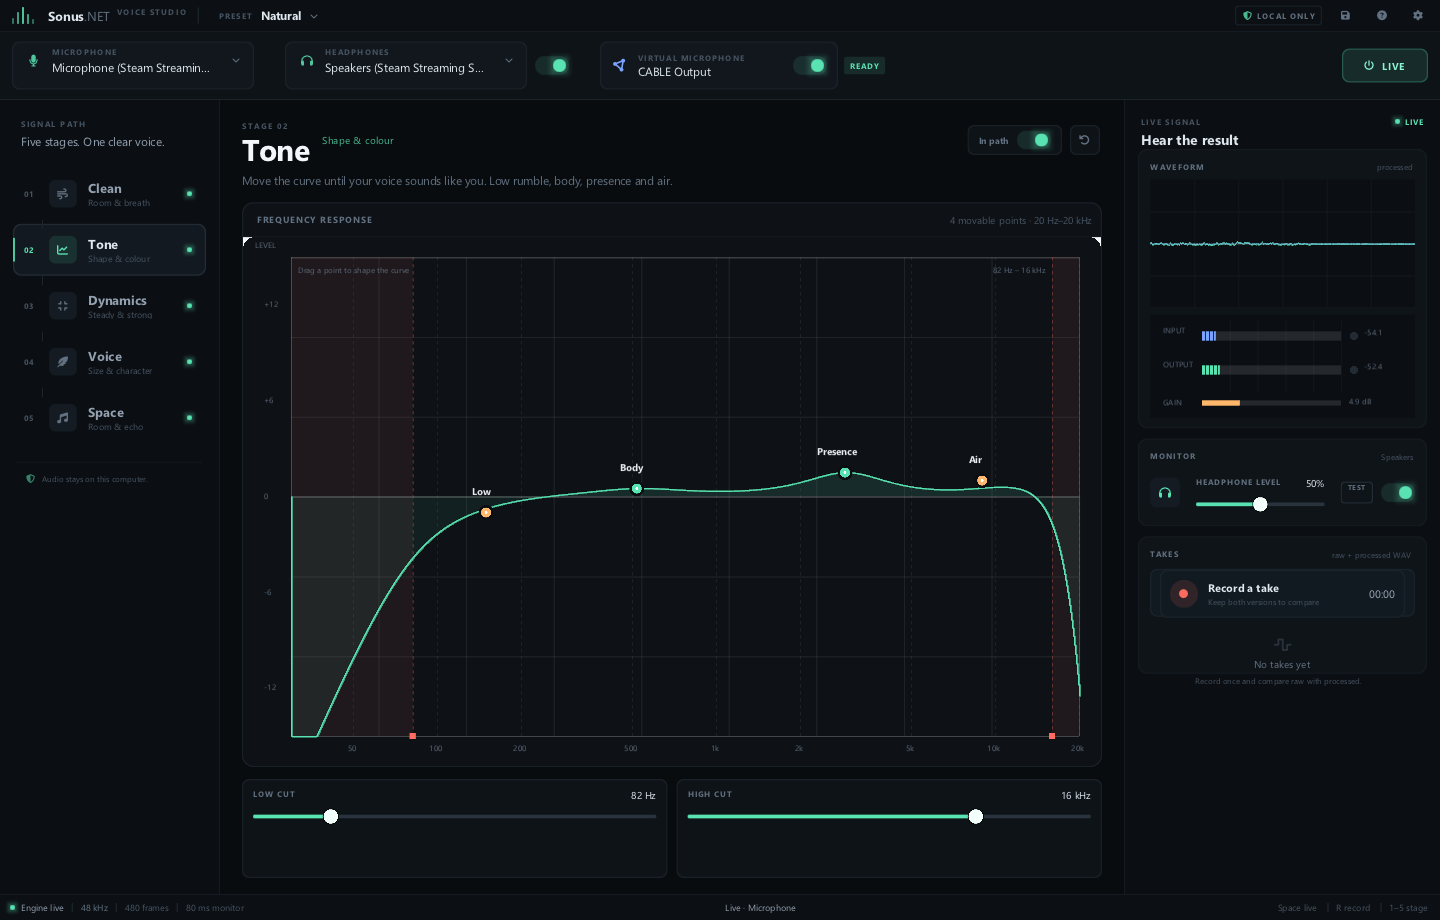 Sonus.NET VOICE STUDIO
PRESET Natural
LOCAL ONLY
MICROPHONE
Microphone (Steam Streamin...
HEADPHONES
Speakers (Steam Streaming S...
VIRTUAL MICROPHONE
CABLE Output
READY
LIVE
SIGNAL PATH
Five stages. One clear voice.
01 Clean
Room & breath
02 Tone
Shape & colour
03 Dynamics
Steady & strong
04 Voice
Size & character
05 Space
Room & echo
Audio stays on this computer.
STAGE 02
Tone Shape & colour
In path
Move the curve until your voice sounds like you. Low rumble, body, presence and air.
FREQUENCY RESPONSE
4 movable points · 20 Hz–20 kHz
LEVEL
Drag a point to shape the curve
82 Hz – 16 kHz
+12
+6
0
-6
-12
Low
Body
Presence
Air
50 100 200 500 1k 2k 5k 10k 20k
LOW CUT 82 Hz
HIGH CUT 16 kHz
LIVE SIGNAL
LIVE
Hear the result
WAVEFORM processed
INPUT -54.1
OUTPUT -52.4
GAIN 4.9 dB
MONITOR Speakers
HEADPHONE LEVEL 50%
TEST
TAKES raw + processed WAV
Record a take
Keep both versions to compare
00:00
No takes yet
Record once and compare raw with processed.
Engine live 48 kHz 480 frames 80 ms monitor
Live · Microphone
Space live R record 1–5 stage